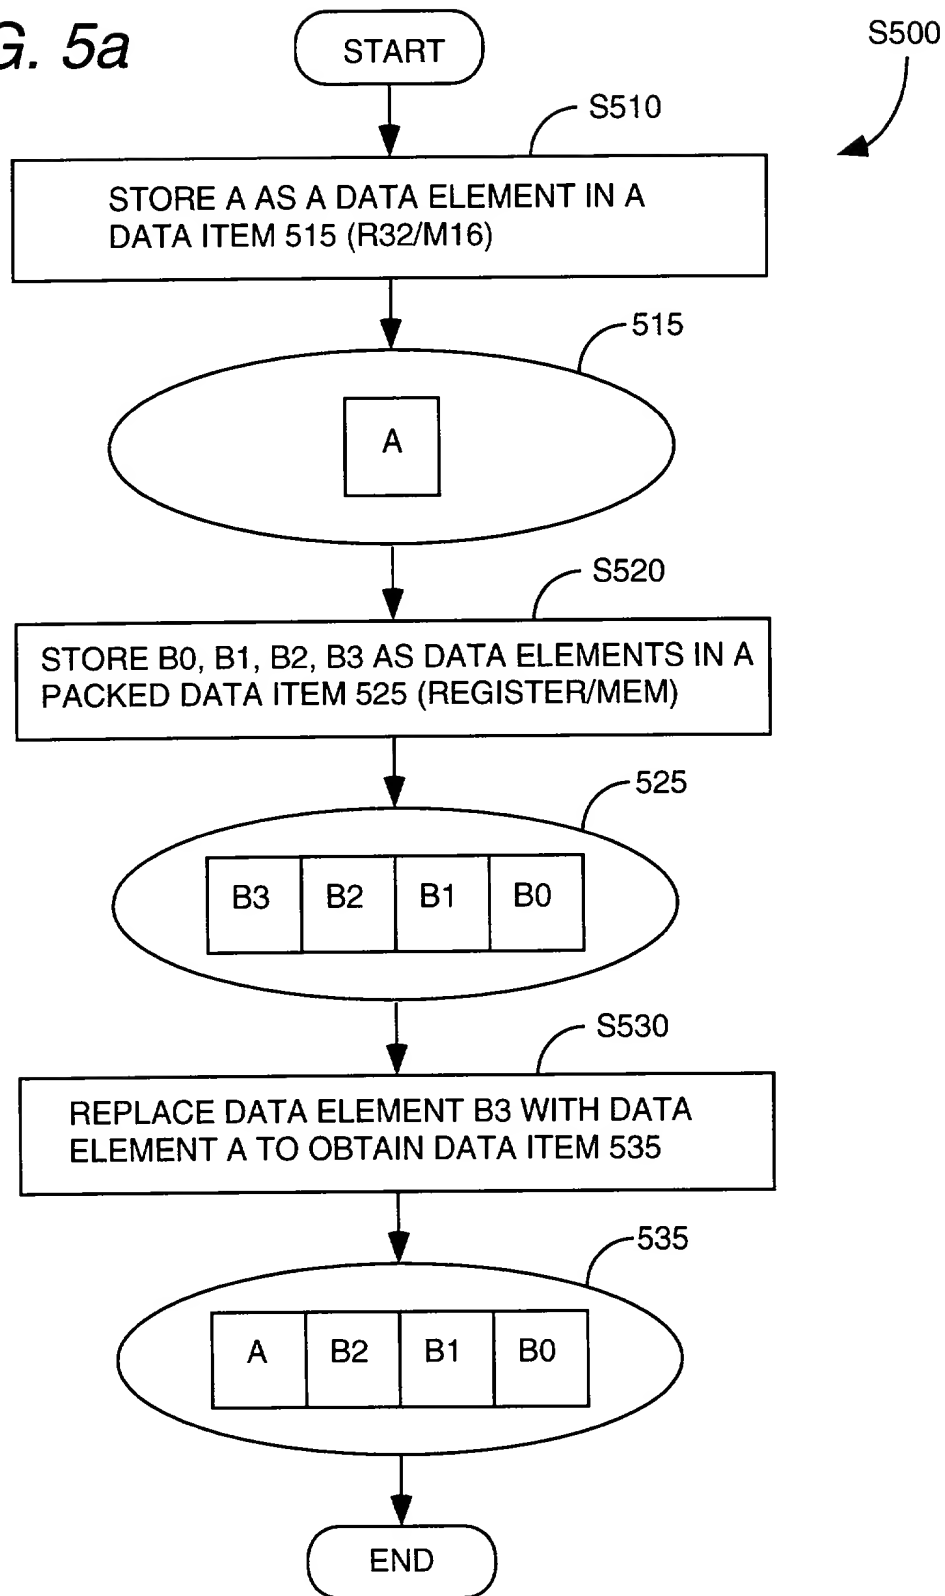 G. 5a
START
S500
S510
STORE A AS A DATA ELEMENT IN A
DATA ITEM 515 (R32/M16)
515
A
S520
STORE B0, B1, B2, B3 AS DATA ELEMENTS IN A
PACKED DATA ITEM 525 (REGISTER/MEM)
525
B3 B2 B1 B0
S530
REPLACE DATA ELEMENT B3 WITH DATA
ELEMENT A TO OBTAIN DATA ITEM 535
535
A B2 B1 B0
END